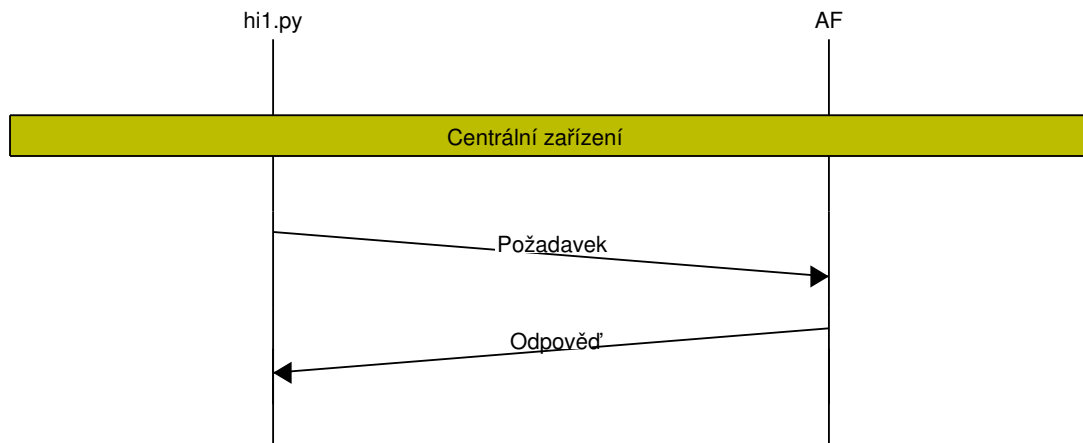 hi1.py
AF
Centrální zařízení
Požadavek
Odpověď